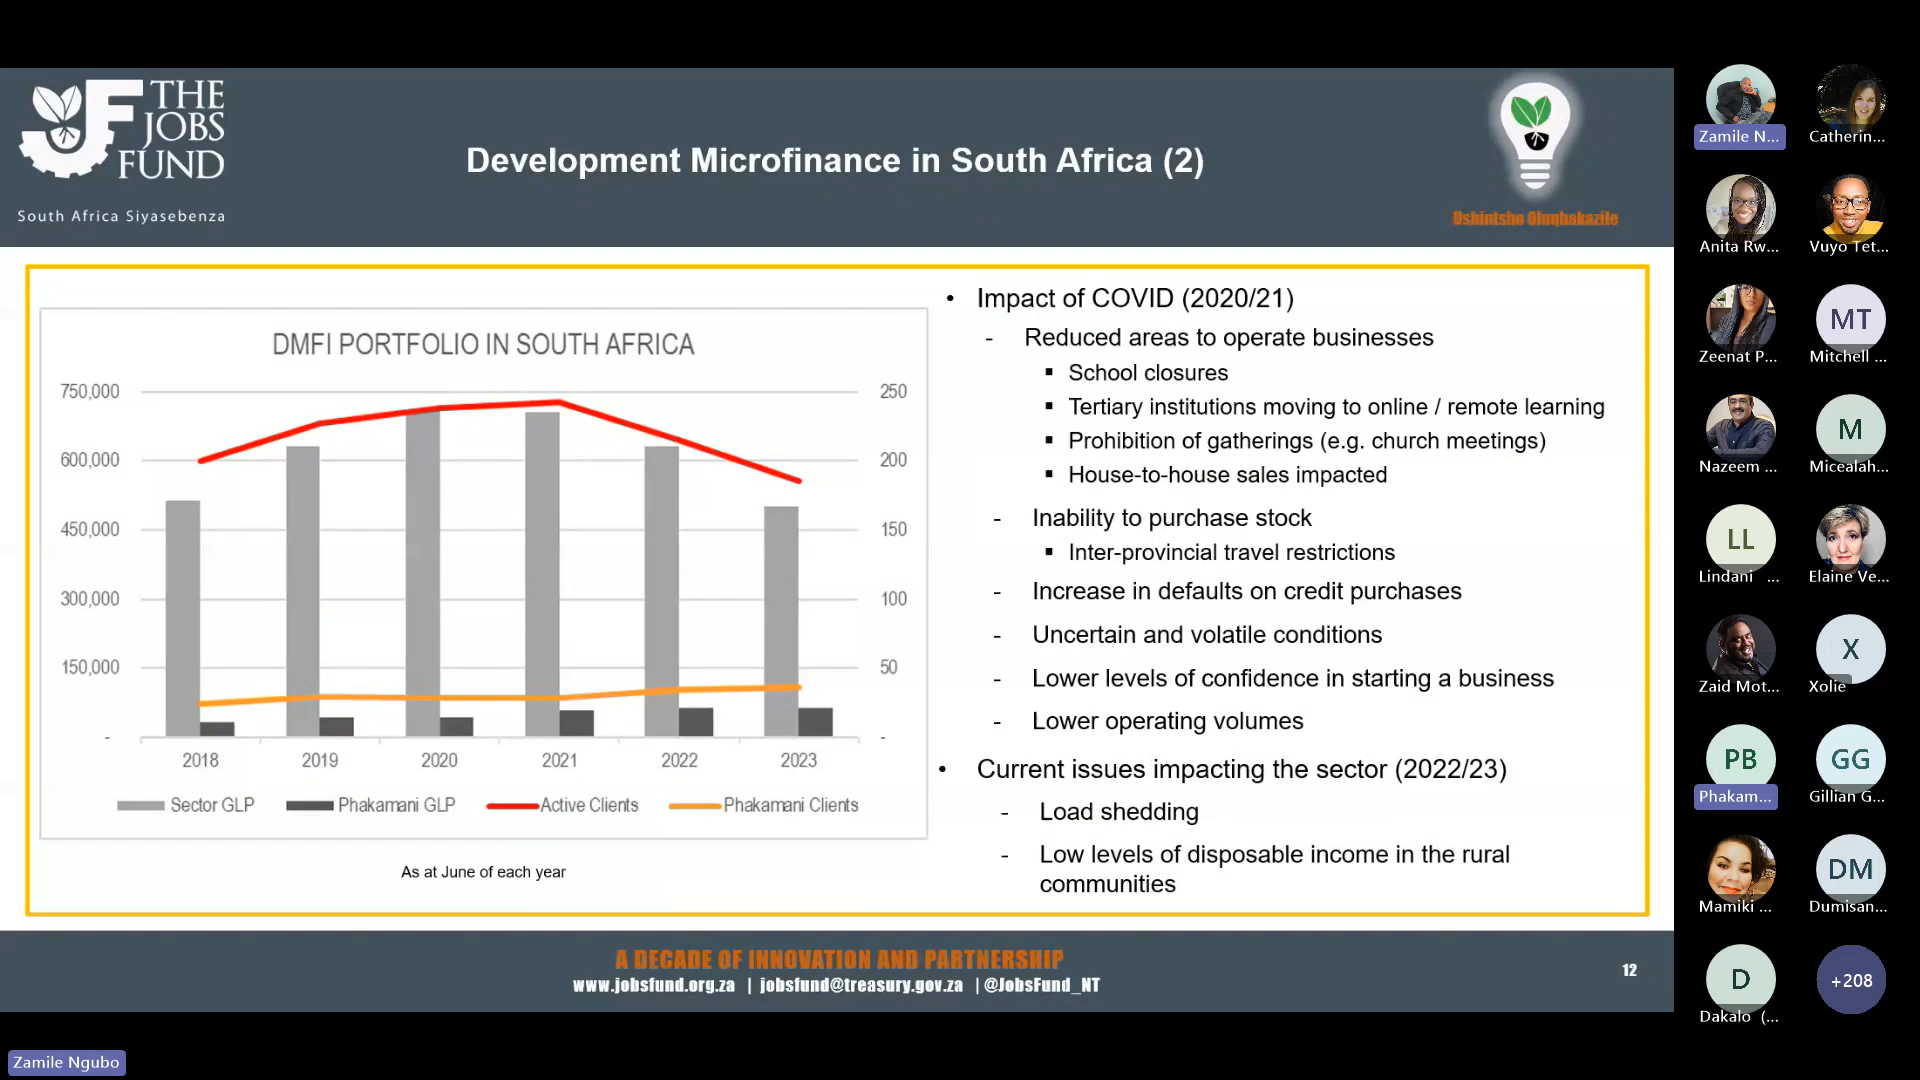 THE
JOBS
FUND
South Africa Siyasebenza
Development Microfinance in South Africa (2)
Ushintsho Oluqhakazile
DMFI PORTFOLIO IN SOUTH AFRICA
750,000
600,000
450,000
300,000
150,000
-
250
200
150
100
50
-
2018 2019 2020 2021 2022 2023
Sector GLP Phakamani GLP Active Clients Phakamani Clients
As at June of each year
• Impact of COVID (2020/21)
- Reduced areas to operate businesses
▪ School closures
▪ Tertiary institutions moving to online / remote learning
▪ Prohibition of gatherings (e.g. church meetings)
▪ House-to-house sales impacted
- Inability to purchase stock
▪ Inter-provincial travel restrictions
- Increase in defaults on credit purchases
- Uncertain and volatile conditions
- Lower levels of confidence in starting a business
- Lower operating volumes
• Current issues impacting the sector (2022/23)
- Load shedding
- Low levels of disposable income in the rural
communities
A DECADE OF INNOVATION AND PARTNERSHIP
www.jobsfund.org.za | jobsfund@treasury.gov.za | @JobsFund_NT
12
Zamile N... Catherin...
Anita Rw... Vuyo Tet...
MT
Zeenat P... Mitchell ...
M
Nazeem ... Micealah...
LL
Lindani ... Elaine Ve...
X
Zaid Mot... Xolie
PB GG
Phakam... Gillian G...
DM
Mamiki ... Dumisan...
D +208
Dakalo (...
Zamile Ngubo